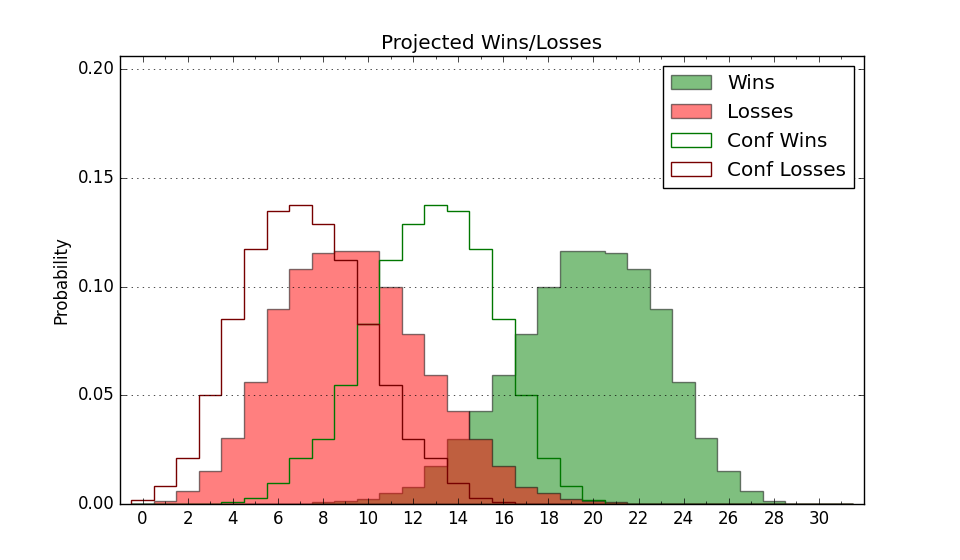 Projected Wins/Losses
0.20
0.15
0.10
0.05
0.00
Probability
Wins
Losses
Conf Wins
Conf Losses
0 2 4 6 8 10 12 14 16 18 20 22 24 26 28 30